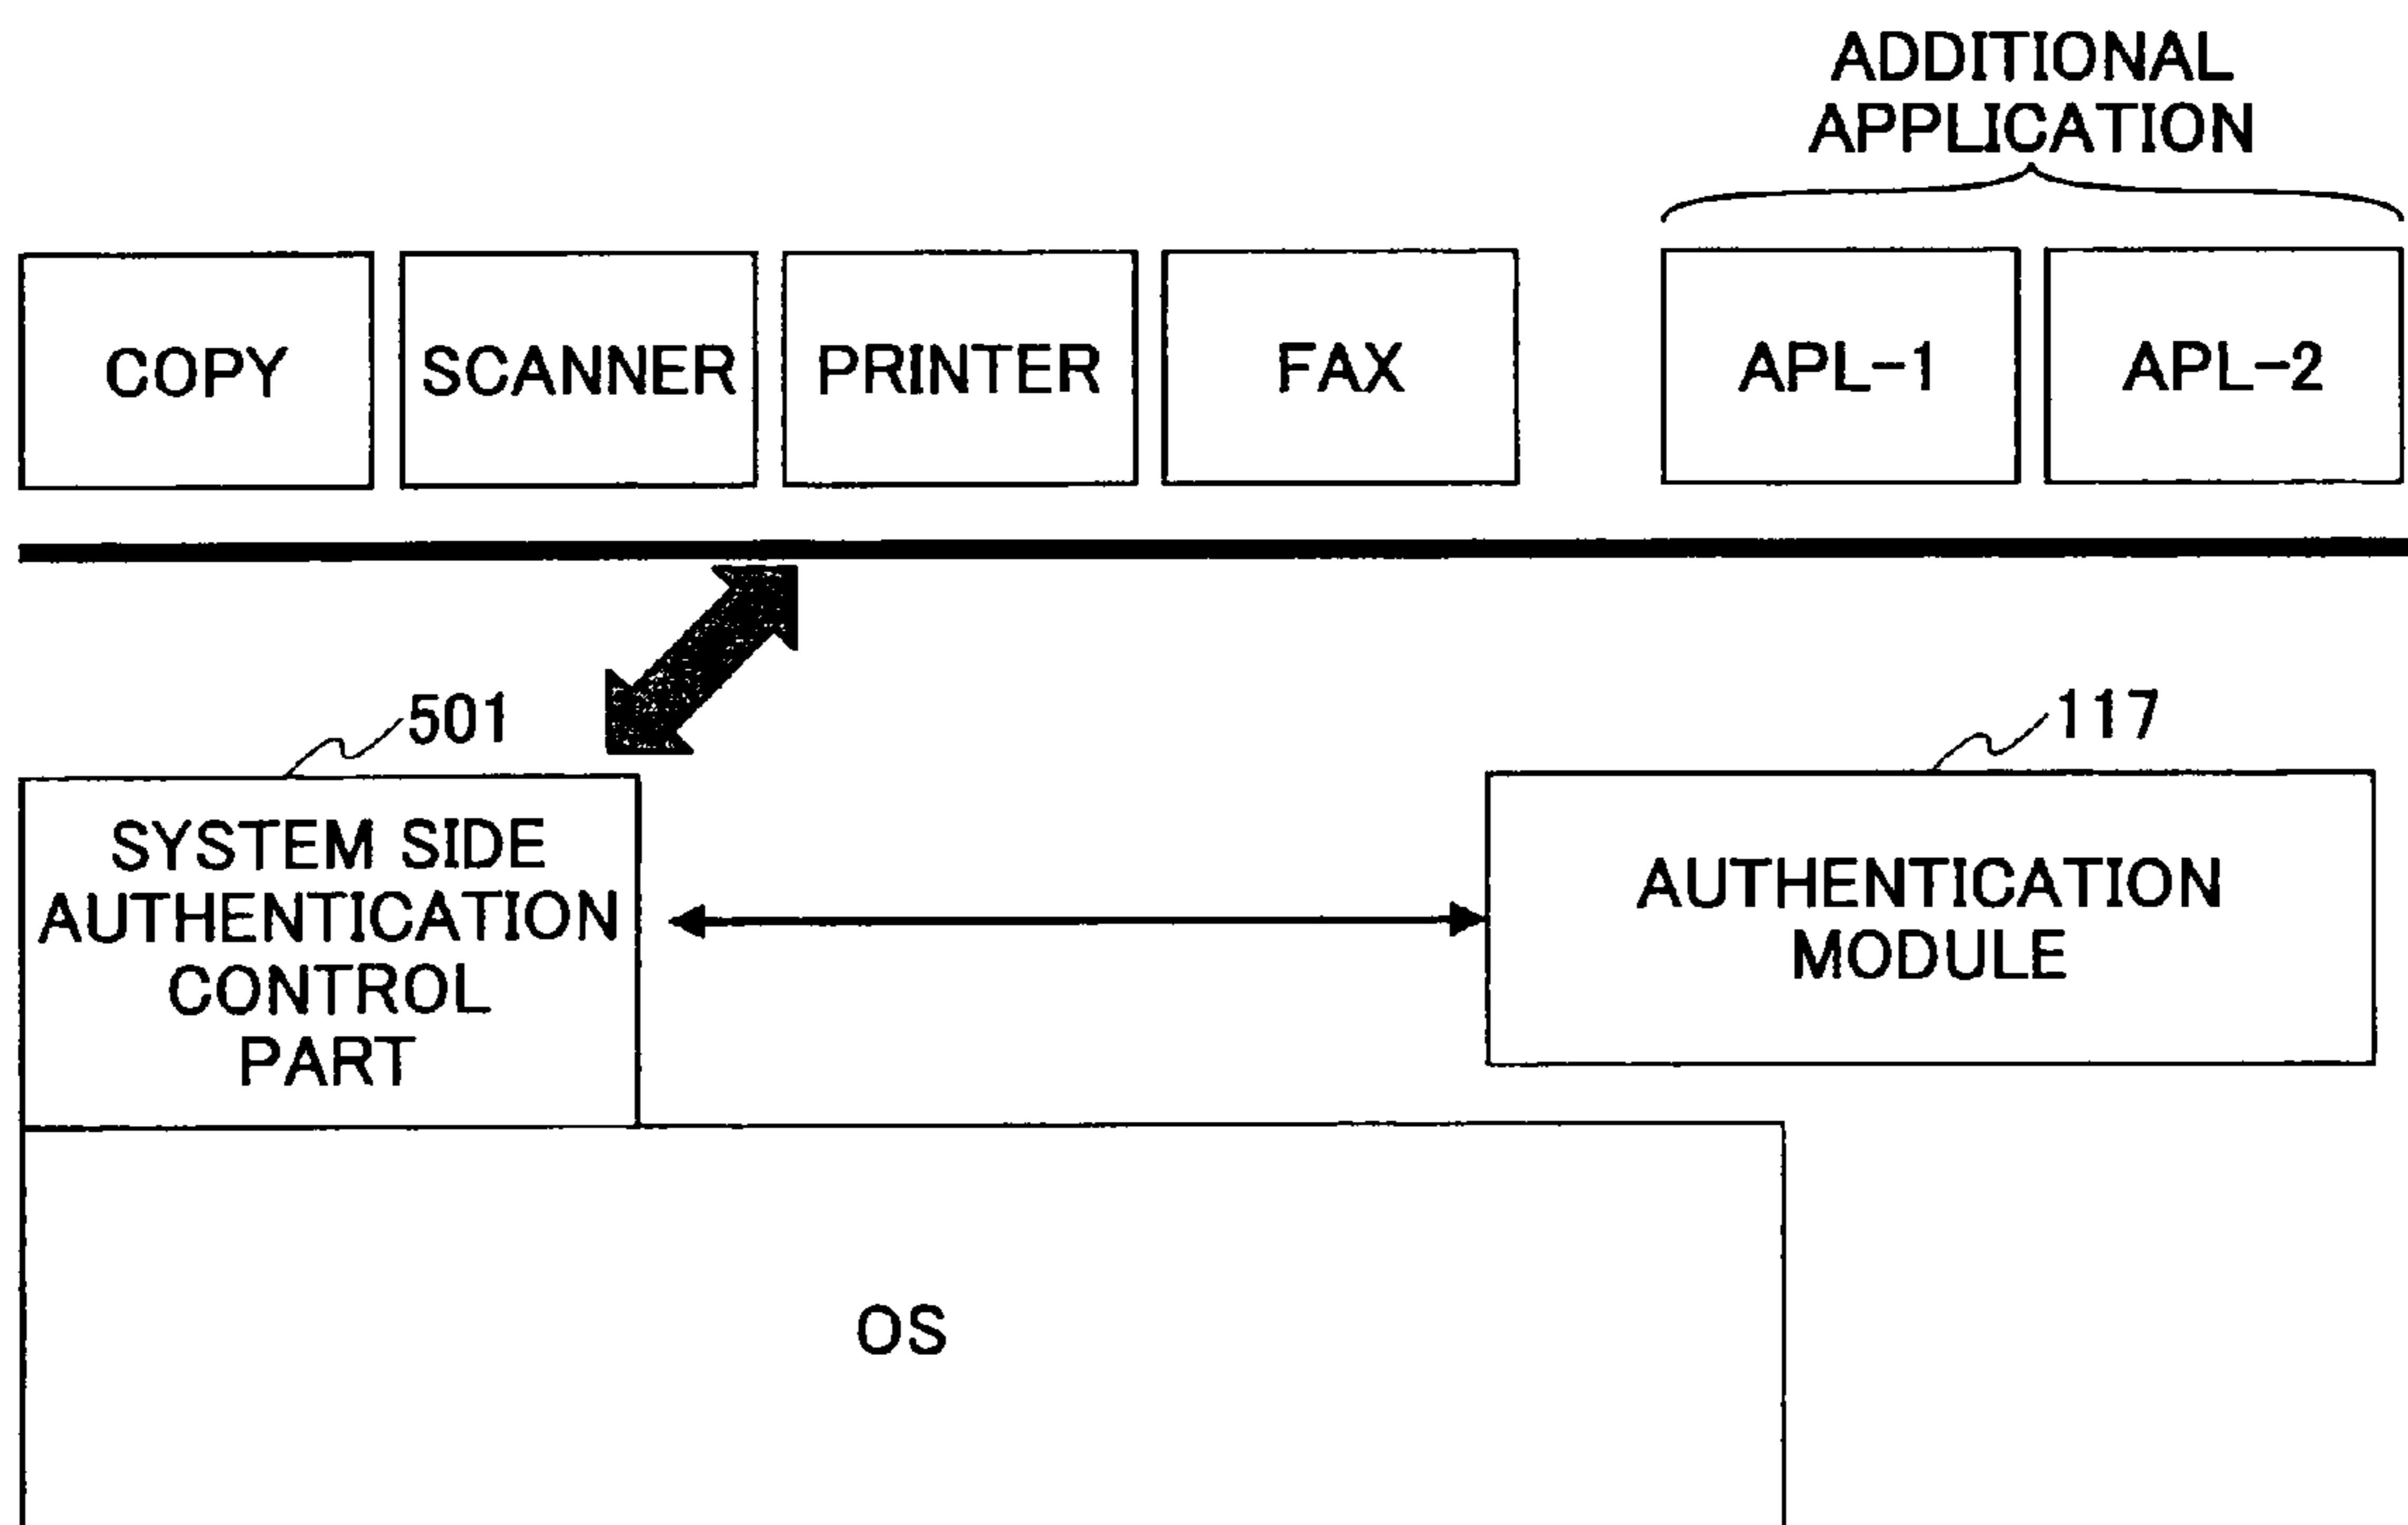 ADDITIONAL
APPLICATION
COPY
SCANNER
PRINTER
FAX
APL-1
APL-2
501
117
SYSTEM SIDE
AUTHENTICATION
CONTROL
PART
AUTHENTICATION
MODULE
OS